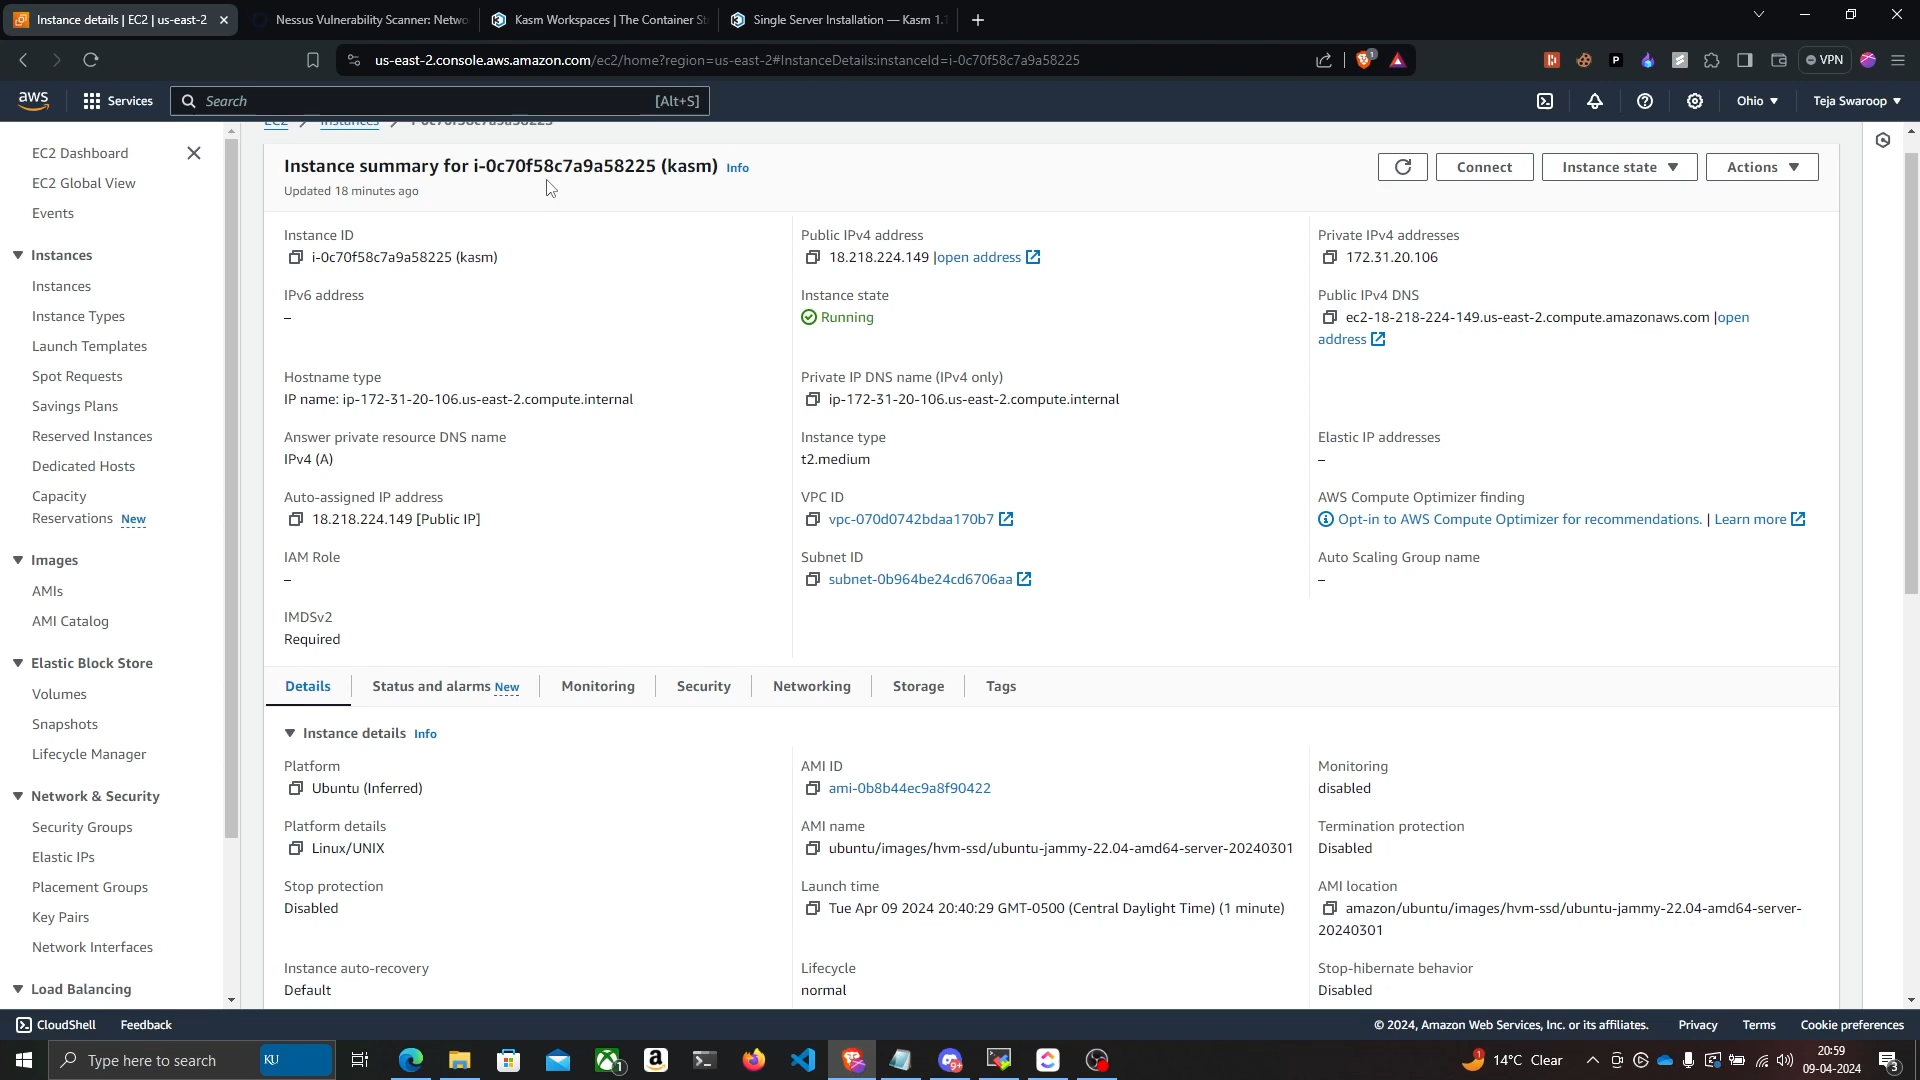 Instance details | EC2 | us-east-2
Nessus Vulnerability Scanner: Netwo
Kasm Workspaces | The Container St
Single Server Installation — Kasm 1.1
us-east-2.console.aws.amazon.com/ec2/home?region=us-east-2#InstanceDetails:instanceId=i-0c70f58c7a9a58225
VPN
aws
Services
Search
[Alt+S]
Ohio
Teja Swaroop
EC2 Dashboard
EC2 Global View
Events
Instances
Instances
Instance Types
Launch Templates
Spot Requests
Savings Plans
Reserved Instances
Dedicated Hosts
Capacity
Reservations New
Images
AMIs
AMI Catalog
Elastic Block Store
Volumes
Snapshots
Lifecycle Manager
Network & Security
Security Groups
Elastic IPs
Placement Groups
Key Pairs
Network Interfaces
Load Balancing
EC2 > Instances > i-0c70f58c7a9a58225
Instance summary for i-0c70f58c7a9a58225 (kasm) Info
Updated 18 minutes ago
Connect
Instance state
Actions
Instance ID
i-0c70f58c7a9a58225 (kasm)
Public IPv4 address
18.218.224.149 |open address
Private IPv4 addresses
172.31.20.106
IPv6 address
–
Instance state
Running
Public IPv4 DNS
ec2-18-218-224-149.us-east-2.compute.amazonaws.com |open
address
Hostname type
IP name: ip-172-31-20-106.us-east-2.compute.internal
Private IP DNS name (IPv4 only)
ip-172-31-20-106.us-east-2.compute.internal
Answer private resource DNS name
IPv4 (A)
Instance type
t2.medium
Elastic IP addresses
–
Auto-assigned IP address
18.218.224.149 [Public IP]
VPC ID
vpc-070d0742bdaa170b7
AWS Compute Optimizer finding
Opt-in to AWS Compute Optimizer for recommendations. | Learn more
IAM Role
–
Subnet ID
subnet-0b964be24cd6706aa
Auto Scaling Group name
–
IMDSv2
Required
Details
Status and alarms New
Monitoring
Security
Networking
Storage
Tags
Instance details Info
Platform
Ubuntu (Inferred)
AMI ID
ami-0b8b44ec9a8f90422
Monitoring
disabled
Platform details
Linux/UNIX
AMI name
ubuntu/images/hvm-ssd/ubuntu-jammy-22.04-amd64-server-20240301
Termination protection
Disabled
Stop protection
Disabled
Launch time
Tue Apr 09 2024 20:40:29 GMT-0500 (Central Daylight Time) (1 minute)
AMI location
amazon/ubuntu/images/hvm-ssd/ubuntu-jammy-22.04-amd64-server-
20240301
Instance auto-recovery
Default
Lifecycle
normal
Stop-hibernate behavior
Disabled
CloudShell
Feedback
© 2024, Amazon Web Services, Inc. or its affiliates.
Privacy
Terms
Cookie preferences
Type here to search
KU
14°C Clear
20:59
09-04-2024